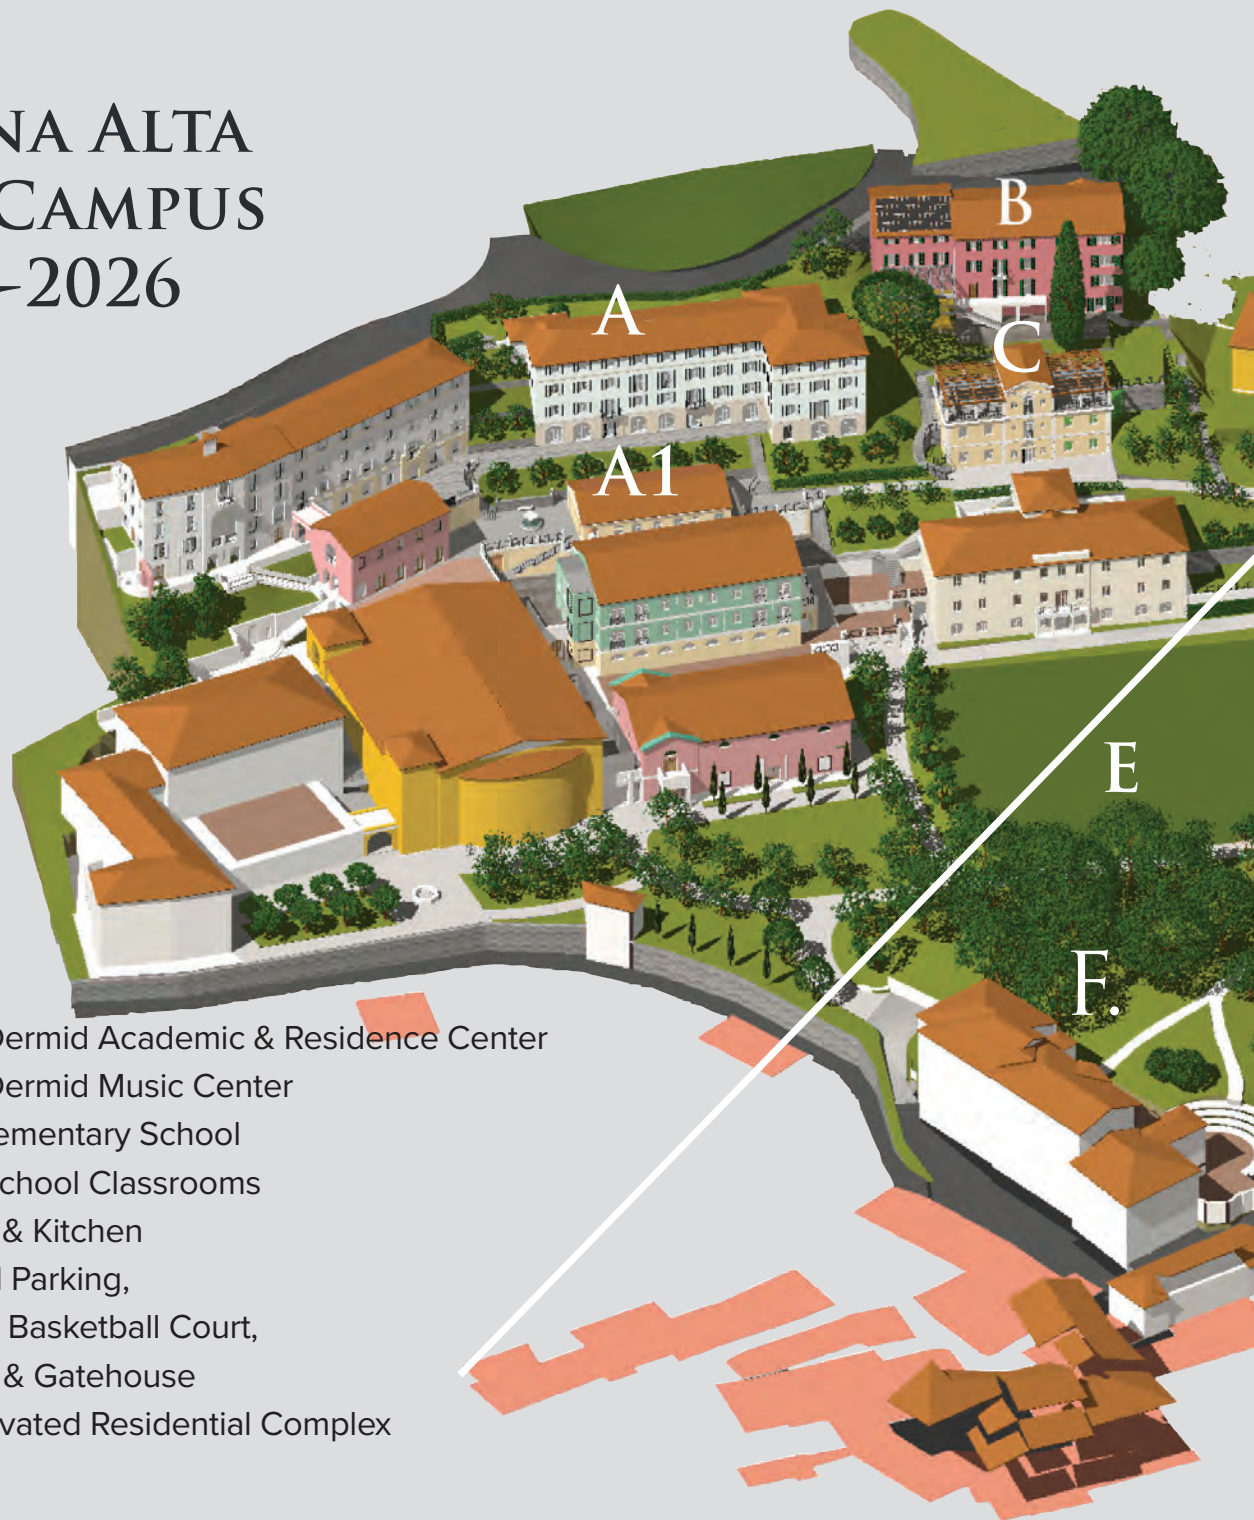 NA ALTA
CAMPUS
–2026
B
A
C
A1
E
F.
Dermid Academic & Residence Center
Dermid Music Center
ementary School
chool Classrooms
& Kitchen
l Parking,
Basketball Court,
& Gatehouse
vated Residential Complex